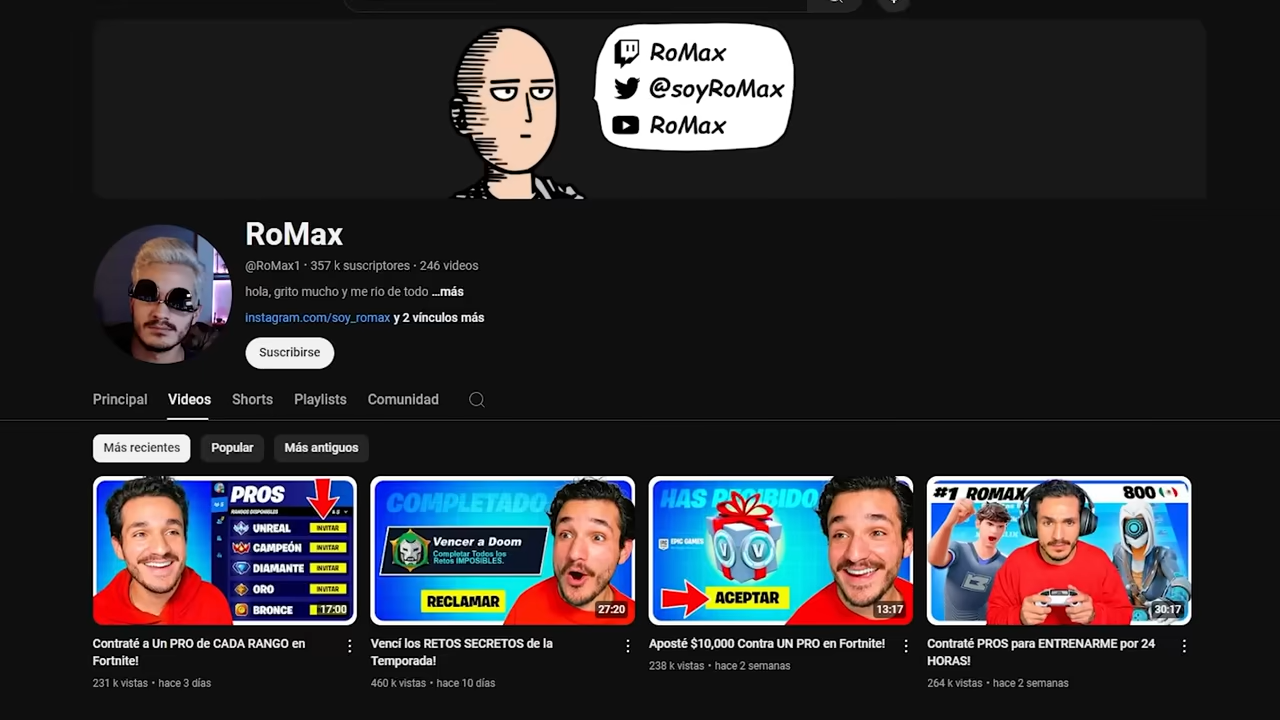 RoMax
@soyRoMax
RoMax
RoMax
@RoMax1 · 357 k suscriptores · 246 videos
hola, grito mucho y me rio de todo ...más
instagram.com/soy_romax y 2 vínculos más
Suscribirse
Principal Videos Shorts Playlists Comunidad
Más recientes Popular Más antiguos
PROS
RANGOS DISPONIBLES
UNREAL INVITAR
CAMPEÓN INVITAR
DIAMANTE INVITAR
ORO INVITAR
BRONCE
17:00
Contraté a Un PRO de CADA RANGO en
Fortnite!
231 k vistas · hace 3 días
COMPLETADO
Vencer a Doom
Completar Todos los
Retos IMPOSIBLES.
RECLAMAR
27:20
Vencí los RETOS SECRETOS de la
Temporada!
460 k vistas · hace 10 días
HAS RECIBIDO
EPIC GAMES
V V
ACEPTAR
13:17
Aposté $10,000 Contra UN PRO en Fortnite!
238 k vistas · hace 2 semanas
#1 ROMAX 800
30:17
Contraté PROS para ENTRENARME por 24
HORAS!
264 k vistas · hace 2 semanas